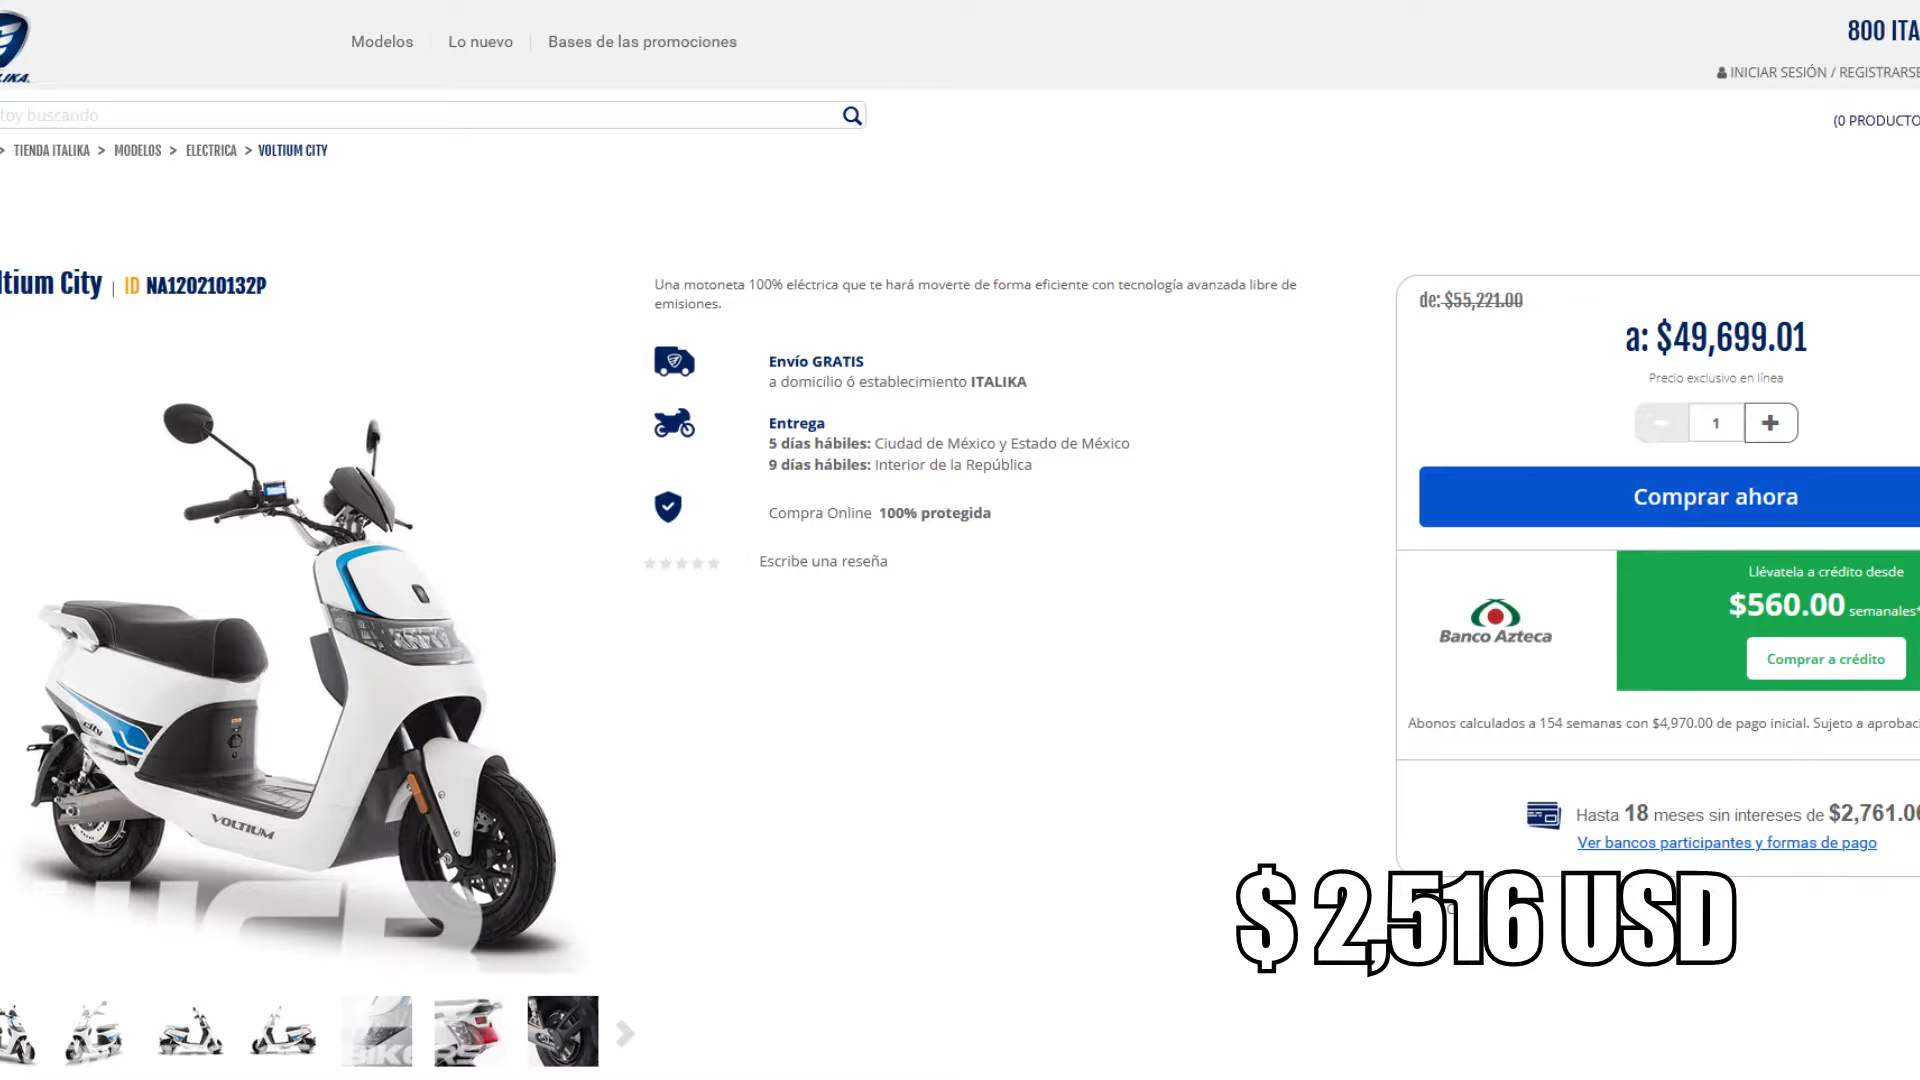 800 ITA
Modelos
Lo nuevo
Bases de las promociones
LIKA.
INICIAR SESIÓN / REGISTRARSE
toy buscando
(0 PRODUCTO
> TIENDA ITALIKA > MODELOS > ELECTRICA > VOLTIUM CITY
ltium City | ID NA120210132P
Una motoneta 100% eléctrica que te hará moverte de forma eficiente con tecnología avanzada libre de
emisiones.
Envío GRATIS
a domicilio ó establecimiento ITALIKA
Entrega
5 días hábiles: Ciudad de México y Estado de México
9 días hábiles: Interior de la República
Compra Online 100% protegida
Escribe una reseña
de: $55,221.00
a: $49,699.01
Precio exclusivo en línea
- 1 +
Comprar ahora
Banco Azteca
Llévatela a crédito desde
$560.00 semanales*
Comprar a crédito
Abonos calculados a 154 semanas con $4,970.00 de pago inicial. Sujeto a aprobaci
Hasta 18 meses sin intereses de $2,761.06
Ver bancos participantes y formas de pago
$ 2,516 USD
city
VOLTIUM
BIKERS